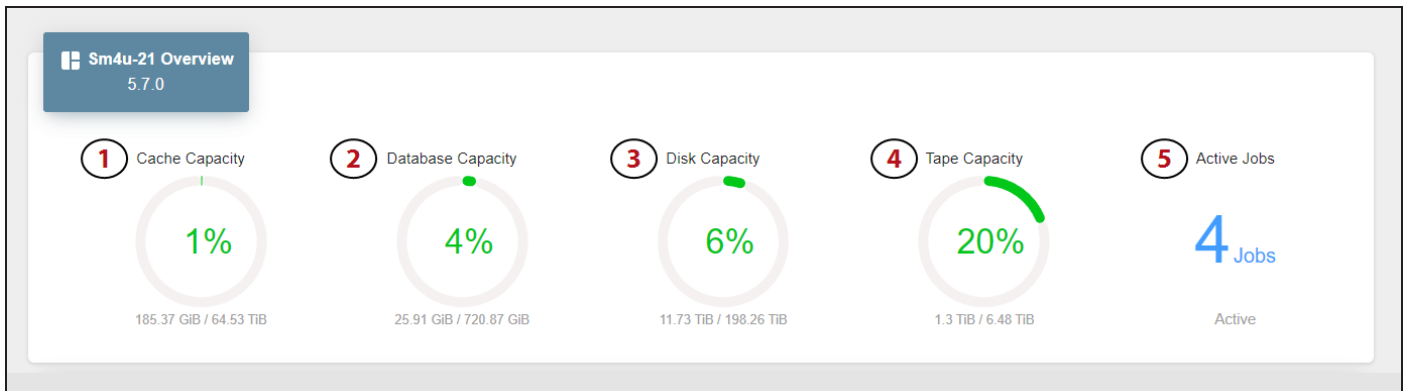 Sm4u-21 Overview
5.7.0
1 Cache Capacity
1%
185.37 GiB / 64.53 TiB
2 Database Capacity
4%
25.91 GiB / 720.87 GiB
3 Disk Capacity
6%
11.73 TiB / 198.26 TiB
4 Tape Capacity
20%
1.3 TiB / 6.48 TiB
5 Active Jobs
4 Jobs
Active